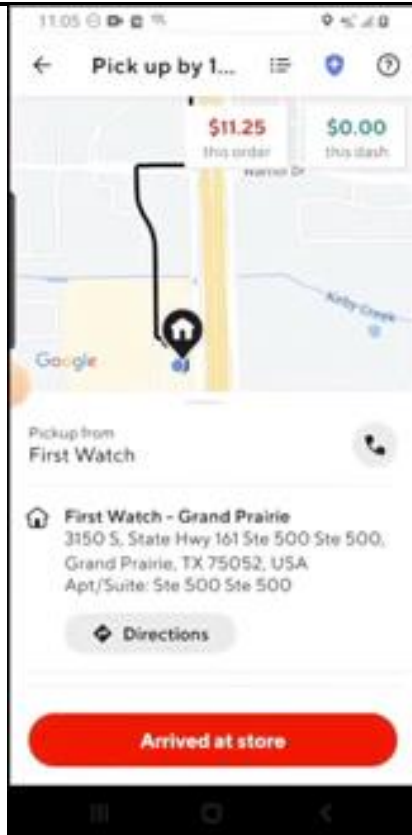 11:05
Pick up by 1...
$11.25
this order
$0.00
this dash
Warrior Dr
Kirby Creek
Google
Pickup from
First Watch
First Watch - Grand Prairie
3150 S, State Hwy 161 Ste 500 Ste 500,
Grand Prairie, TX 75052, USA
Apt/Suite: Ste 500 Ste 500
Directions
Arrived at store